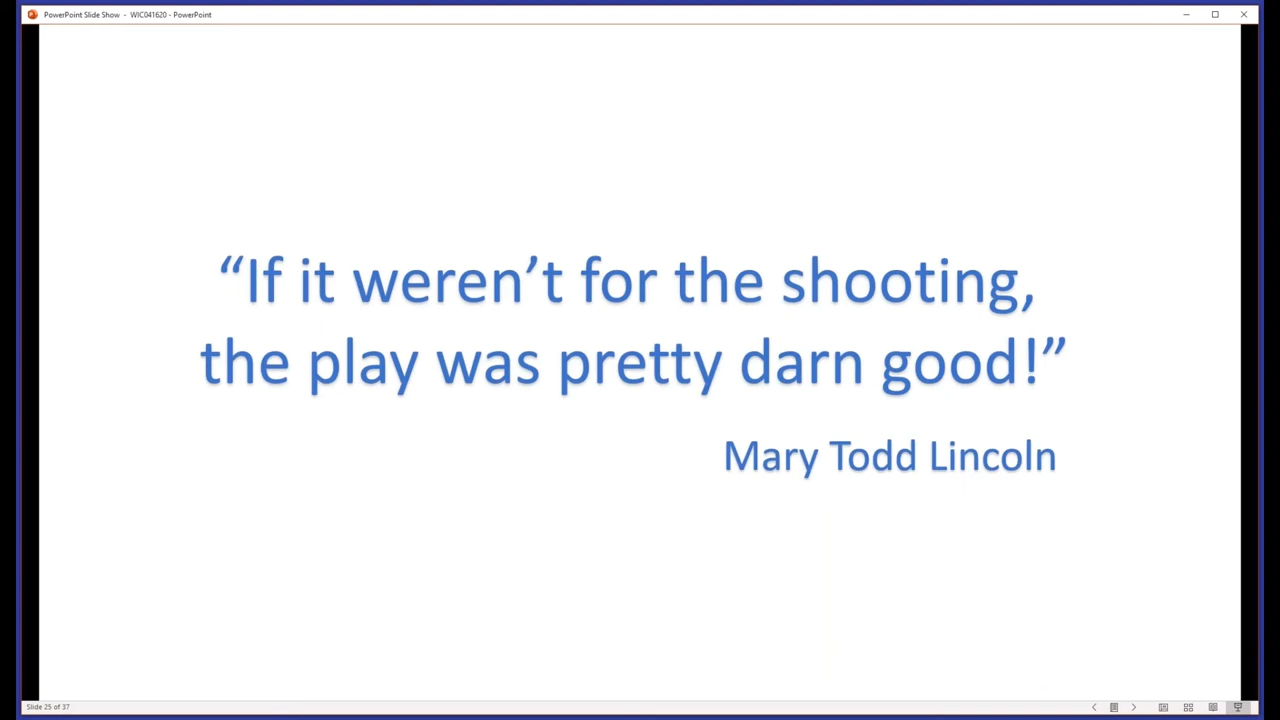 PowerPoint Slide Show - WIC041620 - PowerPoint
“If it weren’t for the shooting,
the play was pretty darn good!”
Mary Todd Lincoln
Slide 25 of 37